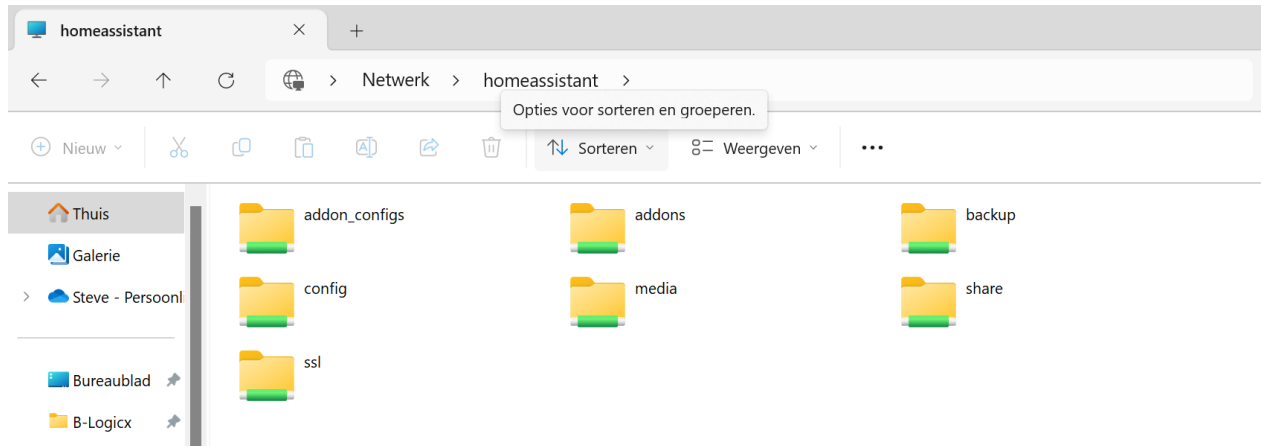 homeassistant
Netwerk > homeassistant >
Opties voor sorteren en groeperen.
Nieuw
Sorteren
Weergeven
Thuis
Galerie
Steve - Persoonli
Bureaublad
B-Logicx
addon_configs
addons
backup
config
media
share
ssl